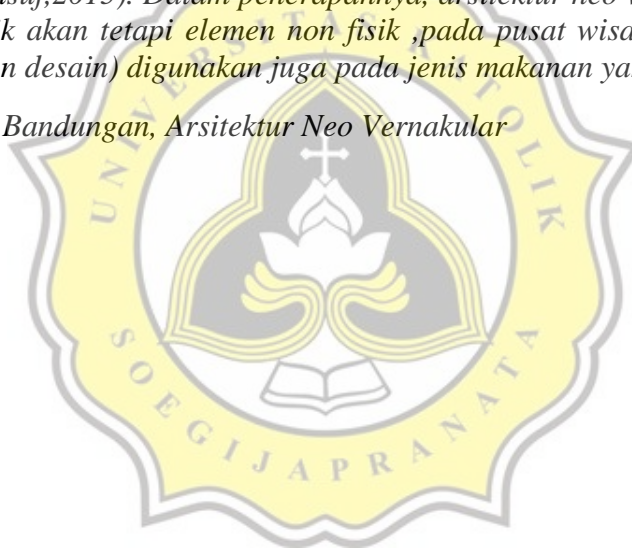 2015). Dalam penerapannya, arsitektur neo
ik akan tetapi elemen non fisik ,pada pusat wisa
n desain) digunakan juga pada jenis makanan ya
Bandungan, Arsitektur Neo Vernakular
UNIVERSITAS KATOLIK
SOEGIJAPRANATA